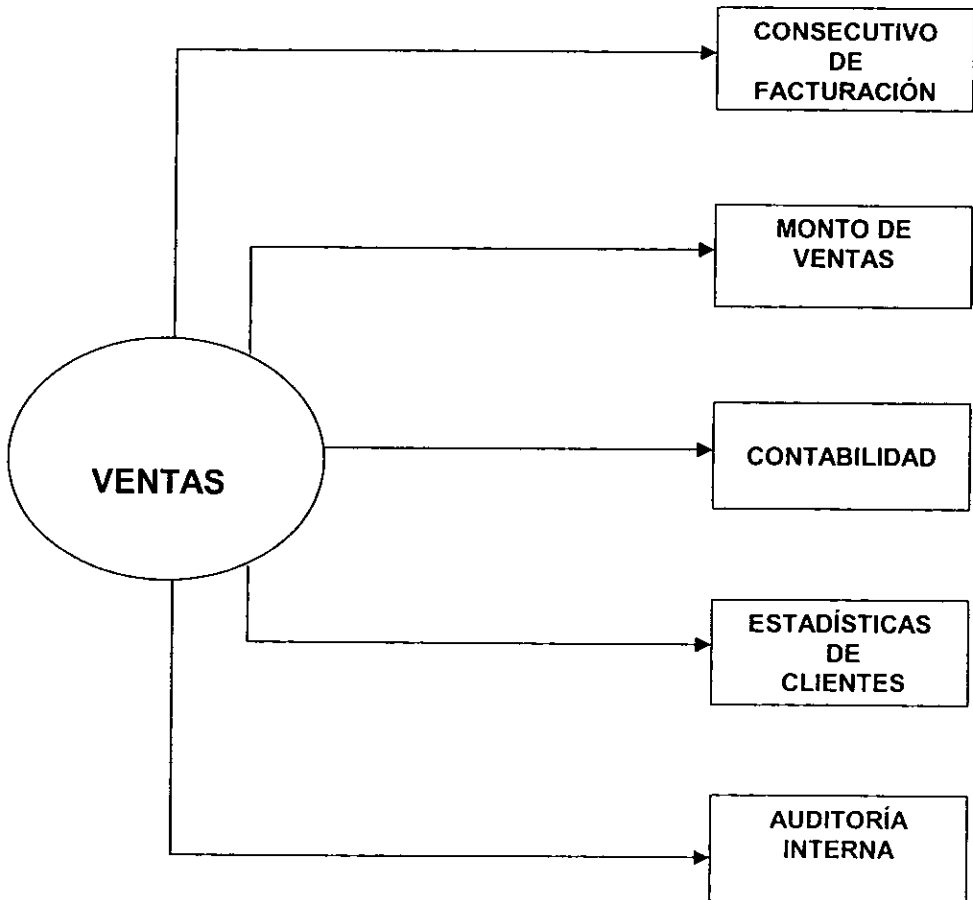 CONSECUTIVO
DE
FACTURACIÓN
MONTO DE
VENTAS
VENTAS
CONTABILIDAD
ESTADÍSTICAS
DE
CLIENTES
AUDITORÍA
INTERNA